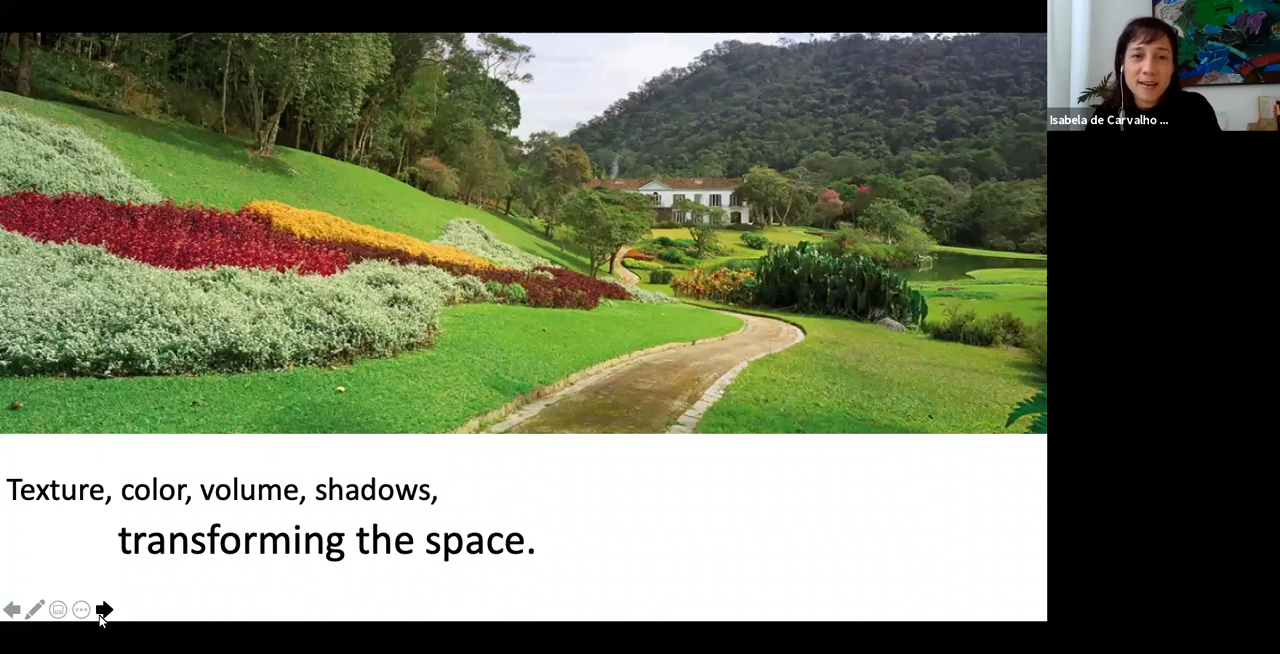 Isabela de Carvalho ...
Texture, color, volume, shadows,
transforming the space.